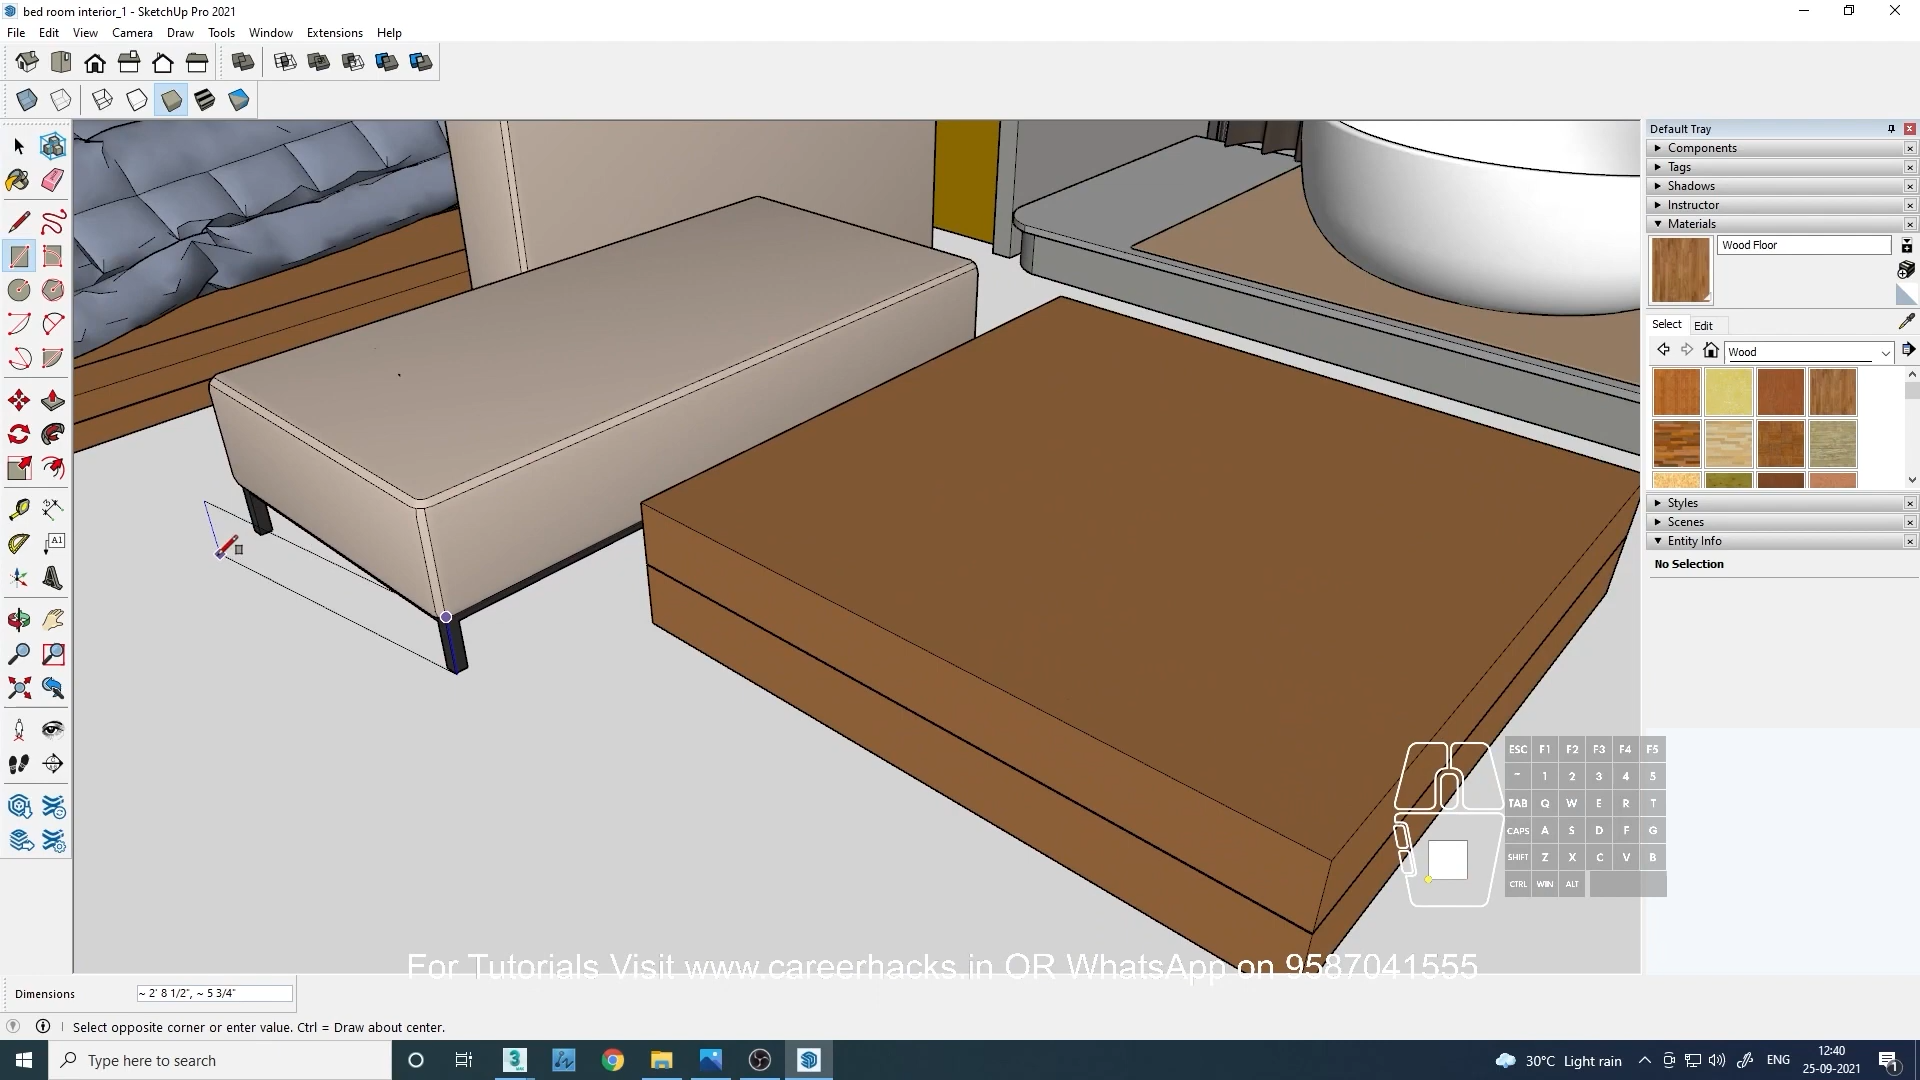 bed room interior_1 - SketchUp Pro 2021
File Edit View Camera Draw Tools Window Extensions Help
Default Tray
Components
Tags
Shadows
Instructor
Materials
Wood Floor
Select Edit
Wood
A1
Styles
Scenes
Entity Info
No Selection
ESC F1 F2 F3 F4 F5
~ 1 2 3 4 5
TAB Q W E R T
CAPS A S D F G
SHIFT Z X C V B
CTRL WIN ALT
For Tutorials Visit www.careerhacks.in OR WhatsApp on 9587041555
Dimensions ~ 2' 8 1/2", ~ 5 3/4"
Select opposite corner or enter value. Ctrl = Draw about center.
Type here to search
30°C Light rain
ENG
12:40
25-09-2021
1